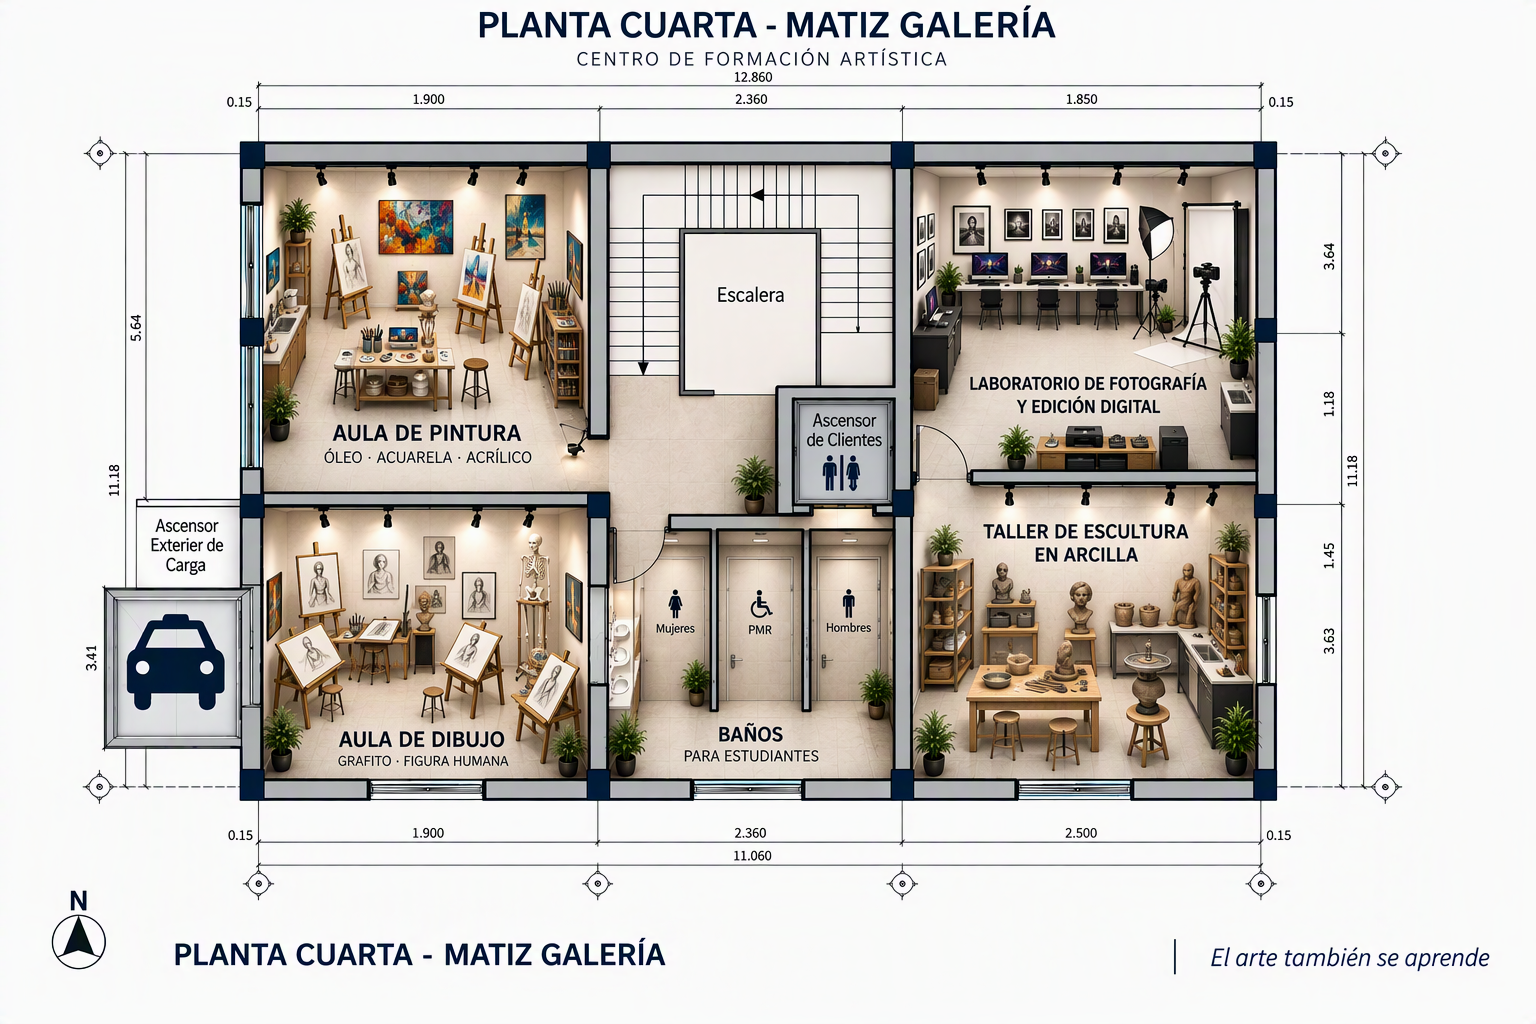 PLANTA CUARTA - MATIZ GALERÍA
CENTRO DE FORMACIÓN ARTÍSTICA
12.860
0.15
1.900
2.360
1.850
0.15
5.64
11.18
3.41
Escalera
Ascensor
de Clientes
AULA DE PINTURA
ÓLEO · ACUARELA · ACRÍLICO
LABORATORIO DE FOTOGRAFÍA
Y EDICIÓN DIGITAL
3.64
1.18
11.18
1.45
3.63
Ascensor
Exterier de
Carga
TALLER DE ESCULTURA
EN ARCILLA
Mujeres
PMR
Hombres
AULA DE DIBUJO
GRAFITO · FIGURA HUMANA
BAÑOS
PARA ESTUDIANTES
0.15
1.900
2.360
2.500
0.15
11.060
N
PLANTA CUARTA - MATIZ GALERÍA
El arte también se aprende